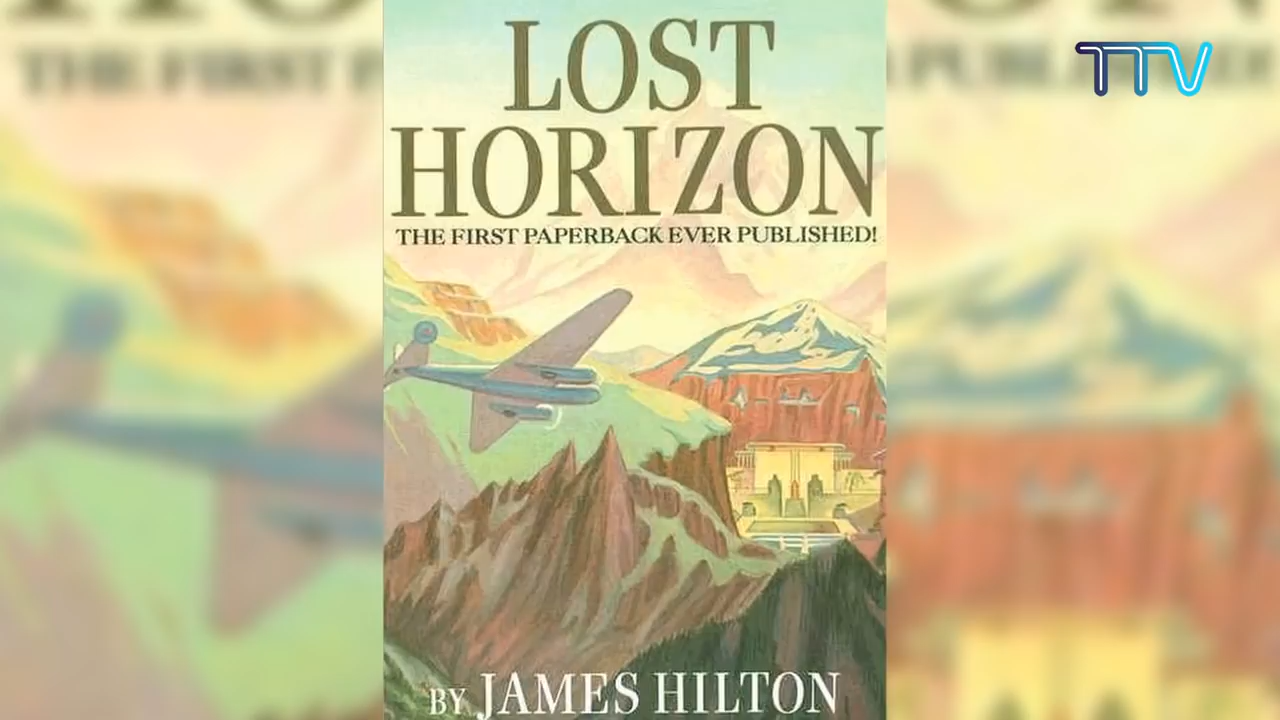 LOST
HORIZON
THE FIRST PAPERBACK EVER PUBLISHED!
BY JAMES HILTON
TTV